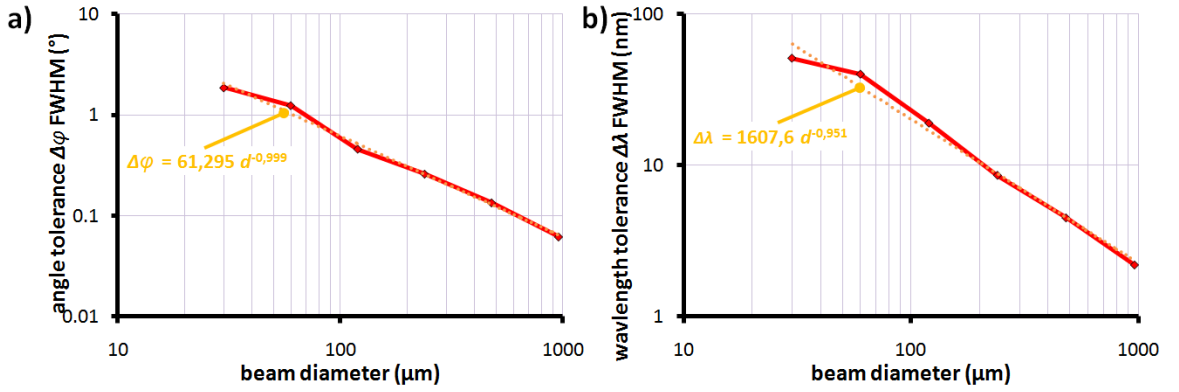 a)
angle tolerance Δφ FWHM (°)
10
1
0.1
0.01
Δφ = 61,295 d-0,999
10
100
1000
beam diameter (µm)
b)
wavlength tolerance Δλ FWHM (nm)
100
10
1
Δλ = 1607,6 d-0,951
10
100
1000
beam diameter (µm)